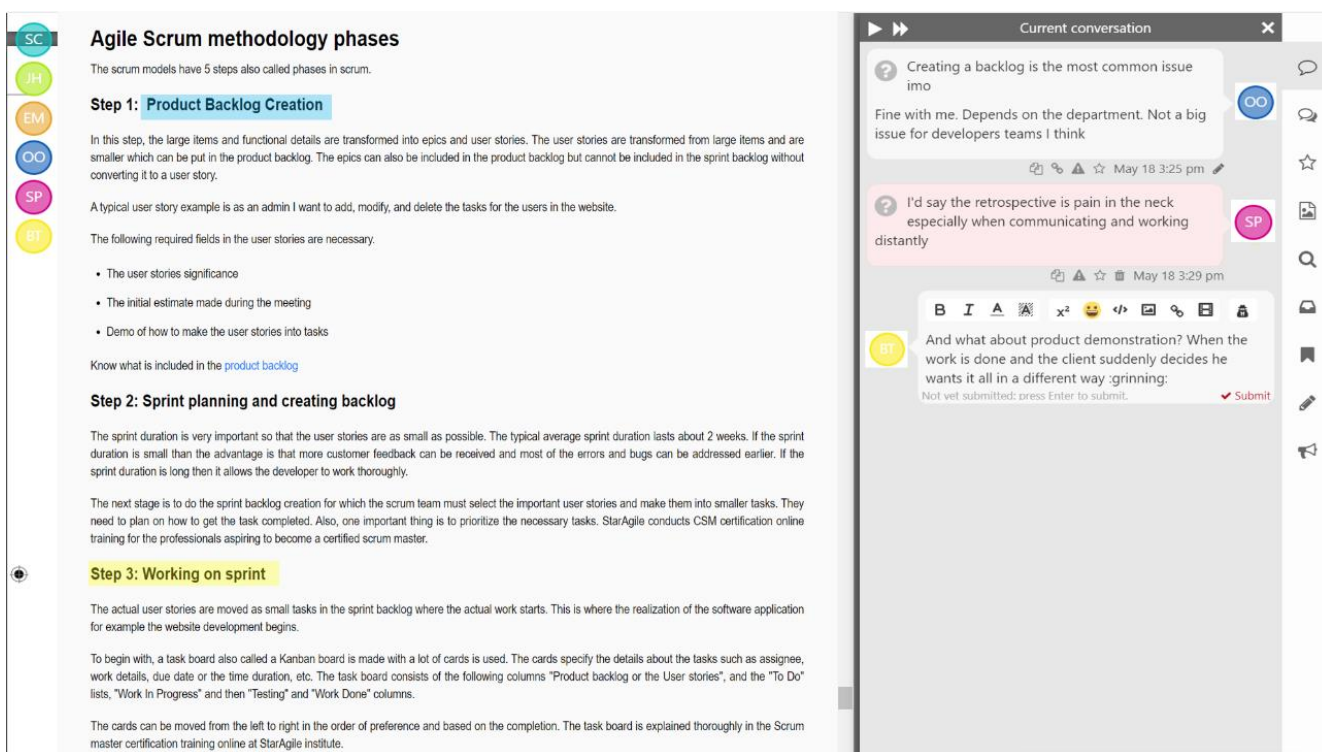 SC
JH
EM
OO
SP
BT
Agile Scrum methodology phases
The scrum models have 5 steps also called phases in scrum.
Step 1: Product Backlog Creation
In this step, the large items and functional details are transformed into epics and user stories. The user stories are transformed from large items and are
smaller which can be put in the product backlog. The epics can also be included in the product backlog but cannot be included in the sprint backlog without
converting it to a user story.
A typical user story example is as an admin I want to add, modify, and delete the tasks for the users in the website.
The following required fields in the user stories are necessary.
• The user stories significance
• The initial estimate made during the meeting
• Demo of how to make the user stories into tasks
Know what is included in the product backlog
Step 2: Sprint planning and creating backlog
The sprint duration is very important so that the user stories are as small as possible. The typical average sprint duration lasts about 2 weeks. If the sprint
duration is small than the advantage is that more customer feedback can be received and most of the errors and bugs can be addressed earlier. If the
sprint duration is long then it allows the developer to work thoroughly.
The next stage is to do the sprint backlog creation for which the scrum team must select the important user stories and make them into smaller tasks. They
need to plan on how to get the task completed. Also, one important thing is to prioritize the necessary tasks. StarAgile conducts CSM certification online
training for the professionals aspiring to become a certified scrum master.
Step 3: Working on sprint
The actual user stories are moved as small tasks in the sprint backlog where the actual work starts. This is where the realization of the software application
for example the website development begins.
To begin with, a task board also called a Kanban board is made with a lot of cards is used. The cards specify the details about the tasks such as assignee,
work details, due date or the time duration, etc. The task board consists of the following columns "Product backlog or the User stories", and the "To Do"
lists, "Work In Progress" and then "Testing" and "Work Done" columns.
The cards can be moved from the left to right in the order of preference and based on the completion. The task board is explained thoroughly in the Scrum
master certification training online at StarAgile institute.
Current conversation
Creating a backlog is the most common issue
imo
Fine with me. Depends on the department. Not a big
issue for developers teams I think
OO
May 18 3:25 pm
I'd say the retrospective is pain in the neck
especially when communicating and working
distantly
SP
May 18 3:29 pm
B I A A x²
BT
And what about product demonstration? When the
work is done and the client suddenly decides he
wants it all in a different way :grinning:
Not yet submitted: press Enter to submit.
Submit